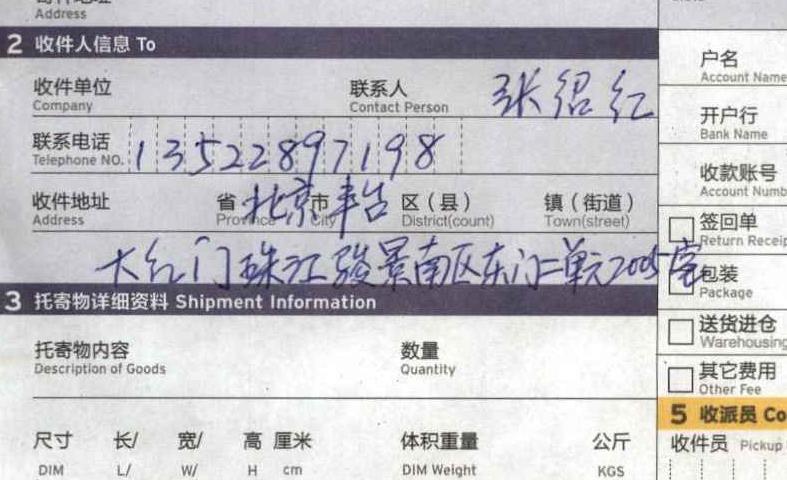 Address
2 收件人信息 To
户名
Account Name
收件单位 联系人 张绍红
Company Contact Person
开户行
Bank Name
联系电话 13522897198
Telephone NO.
收款账号
Account Numb
收件地址 省 北京 市 丰台 区（县） 镇（街道）
Address Province City District(count) Town(street)
签回单
Return Receip
大红门珠江骏景南区东门二单元2005室
包装
Package
3 托寄物详细资料 Shipment Information
送货进仓
Warehousing
托寄物内容 数量
Description of Goods Quantity
其它费用
Other Fee
5 收派员 Co
尺寸 长/ 宽/ 高 厘米 体积重量 公斤
DIM L/ W/ H cm DIM Weight KGS
收件员 Pickup